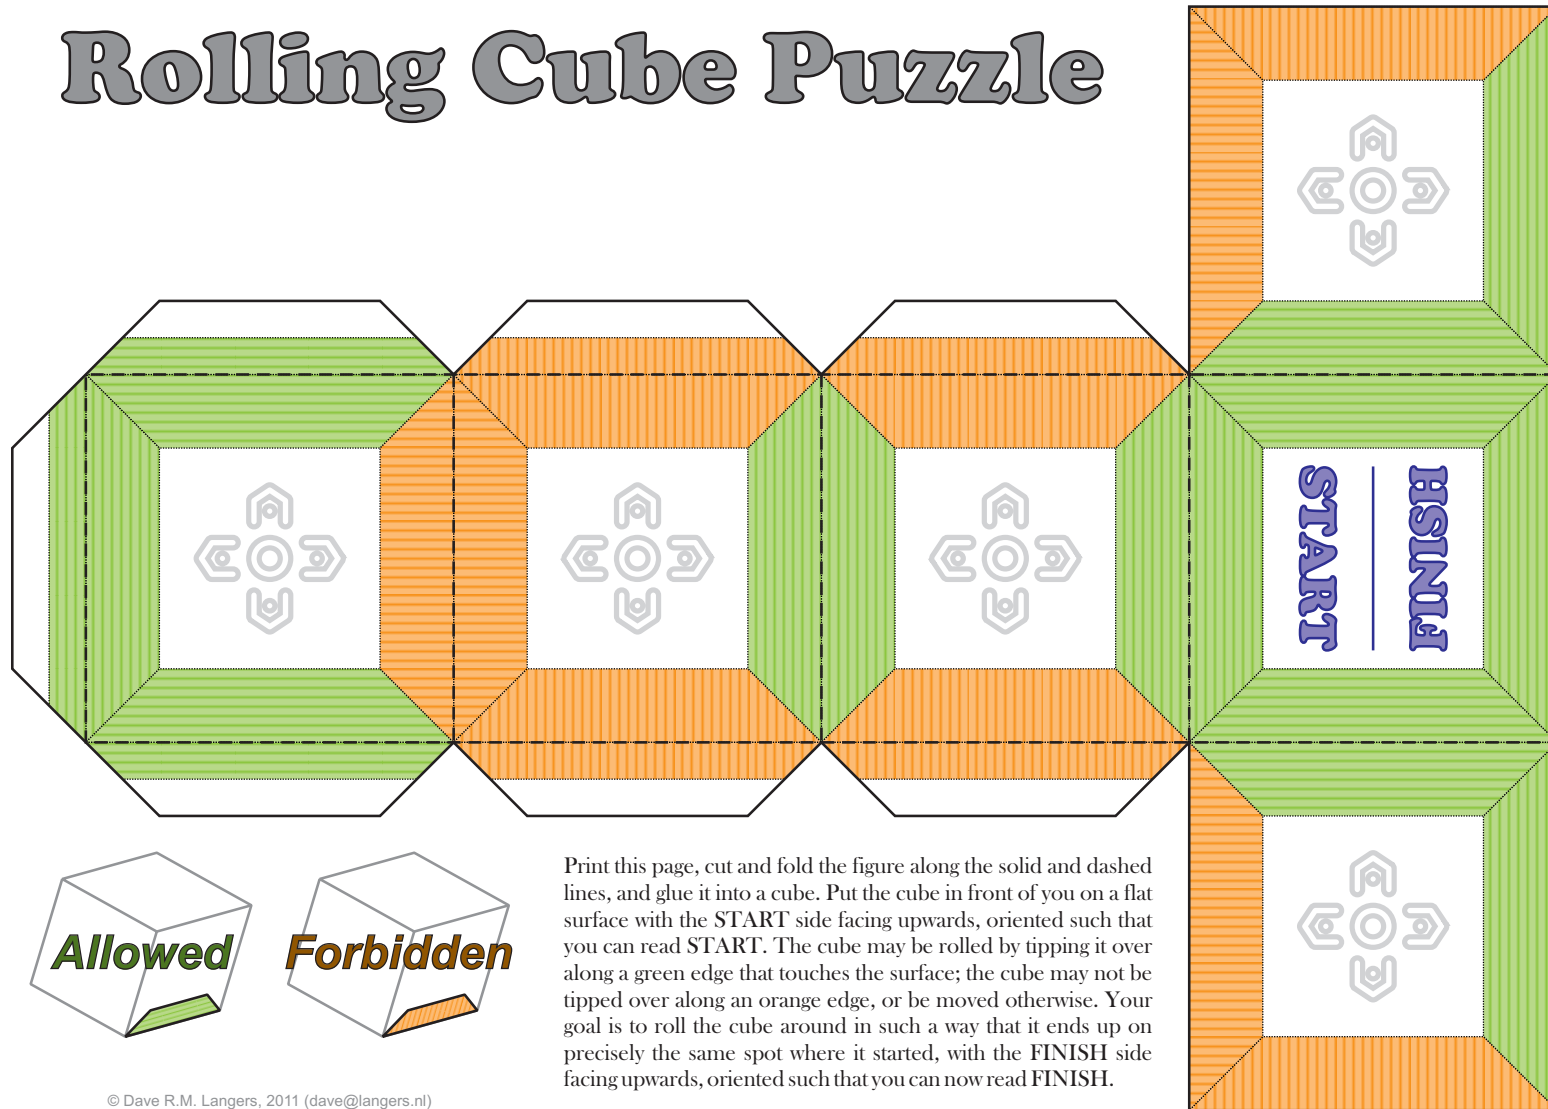 Rolling Cube Puzzle
START
FINISH
Allowed
Forbidden
Print this page, cut and fold the figure along the solid and dashed
lines, and glue it into a cube. Put the cube in front of you on a flat
surface with the START side facing upwards, oriented such that
you can read START. The cube may be rolled by tipping it over
along a green edge that touches the surface; the cube may not be
tipped over along an orange edge, or be moved otherwise. Your
goal is to roll the cube around in such a way that it ends up on
precisely the same spot where it started, with the FINISH side
facing upwards, oriented such that you can now read FINISH.
© Dave R.M. Langers, 2011 (dave@langers.nl)